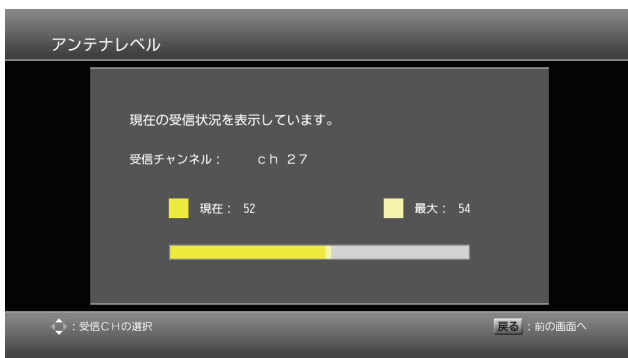 アンテナレベル
現在の受信状況を表示しています。
受信チャンネル： ｃｈ ２７
現在： 52 最大： 54
：受信ＣＨの選択 戻る：前の画面へ